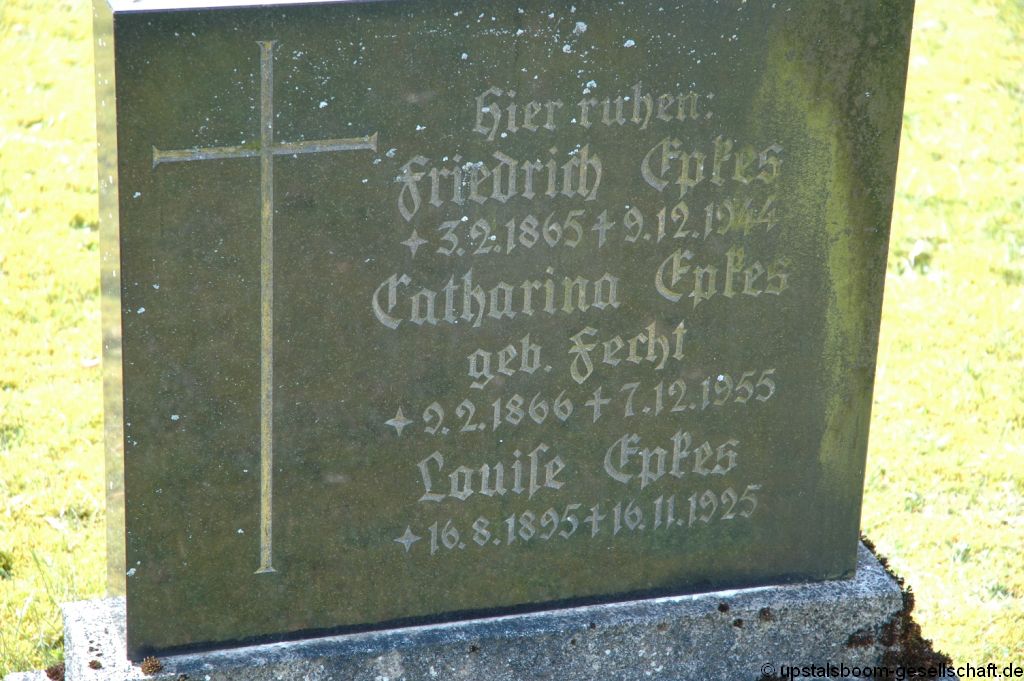 Hier ruhen:
Friedrich Epkes
✦ 3.2.1865 ✝ 9.12.1944
Catharina Epkes
geb. Fecht
✦ 9.2.1866 ✝ 7.12.1955
Louiſe Epkes
✦ 16.8.1895 ✝ 16.11.1925
© upstalsboom-gesellschaft.de